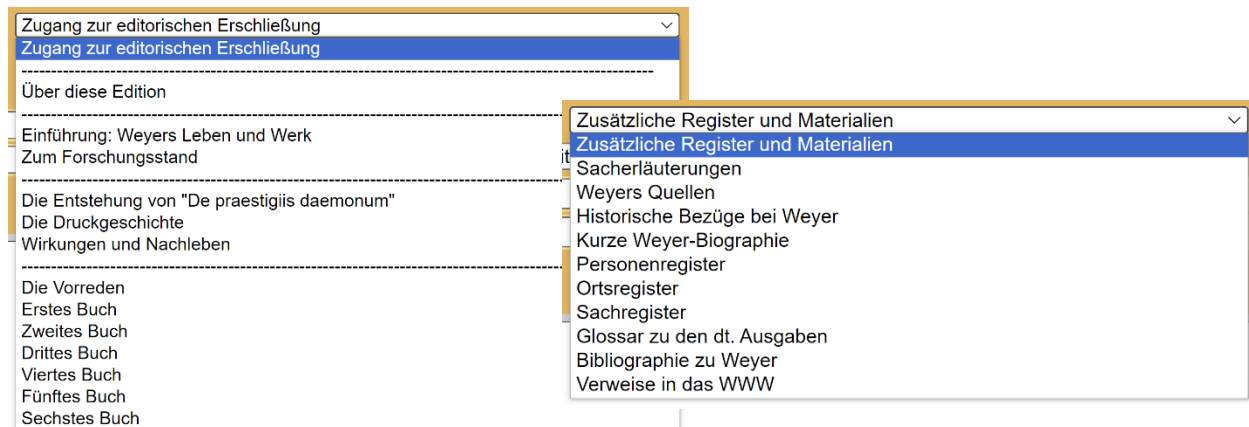 Zugang zur editorischen Erschließung
Zugang zur editorischen Erschließung
--------------------------------------------------------------------------------------------------------------
Über diese Edition
--------------------------------------------------------------------------------------------------------------
Einführung: Weyers Leben und Werk
Zum Forschungsstand
--------------------------------------------------------------------------------------------------------------
Die Entstehung von "De praestigiis daemonum"
Die Druckgeschichte
Wirkungen und Nachleben
--------------------------------------------------------------------------------------------------------------
Die Vorreden
Erstes Buch
Zweites Buch
Drittes Buch
Viertes Buch
Fünftes Buch
Sechstes Buch
Zusätzliche Register und Materialien
Zusätzliche Register und Materialien
Sacherläuterungen
Weyers Quellen
Historische Bezüge bei Weyer
Kurze Weyer-Biographie
Personenregister
Ortsregister
Sachregister
Glossar zu den dt. Ausgaben
Bibliographie zu Weyer
Verweise in das WWW